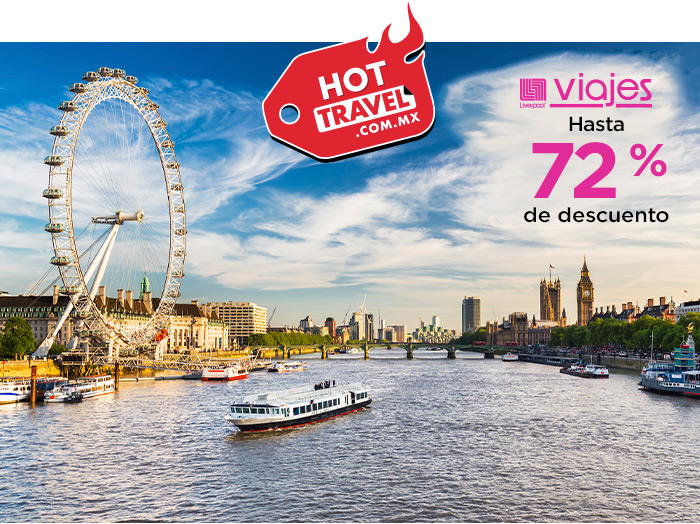 HOT
TRAVEL
.COM.MX
Liverpool
viajes
Hasta
72%
de descuento